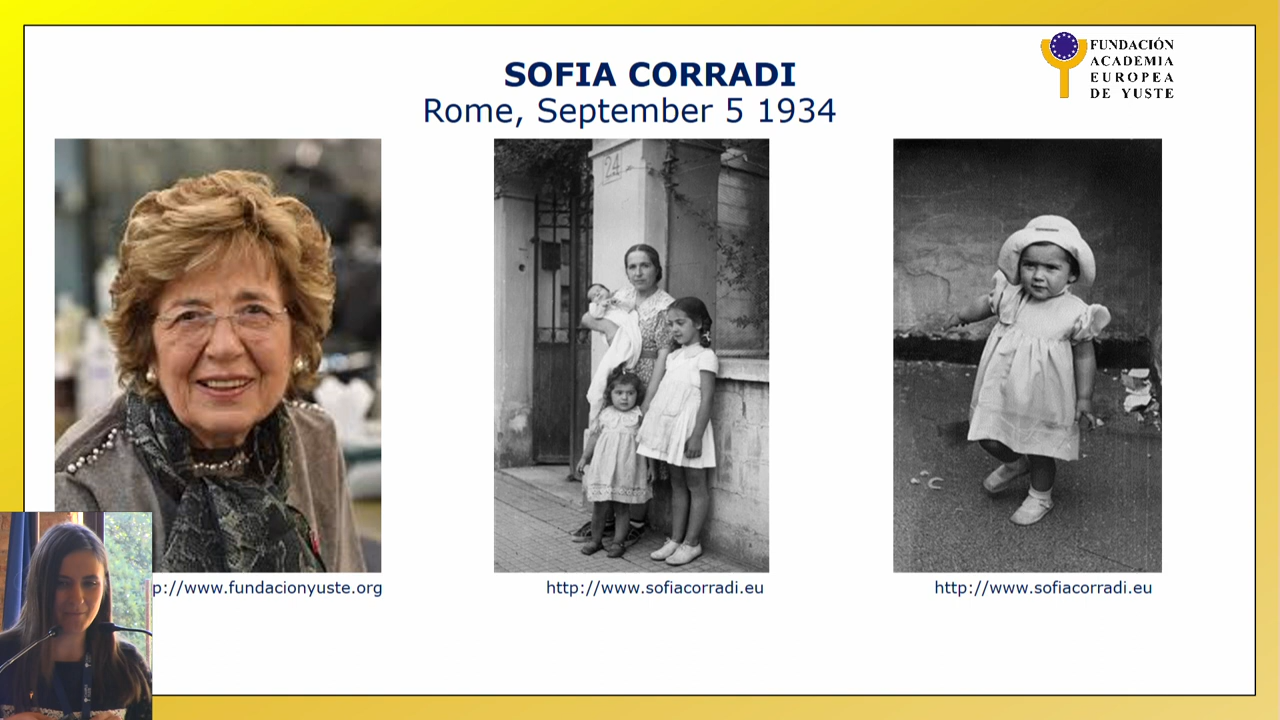 SOFIA CORRADI
Rome, September 5 1934
FUNDACIÓN
ACADEMIA
EUROPEA
DE YUSTE
24
p://www.fundacionyuste.org
http://www.sofiacorradi.eu
http://www.sofiacorradi.eu